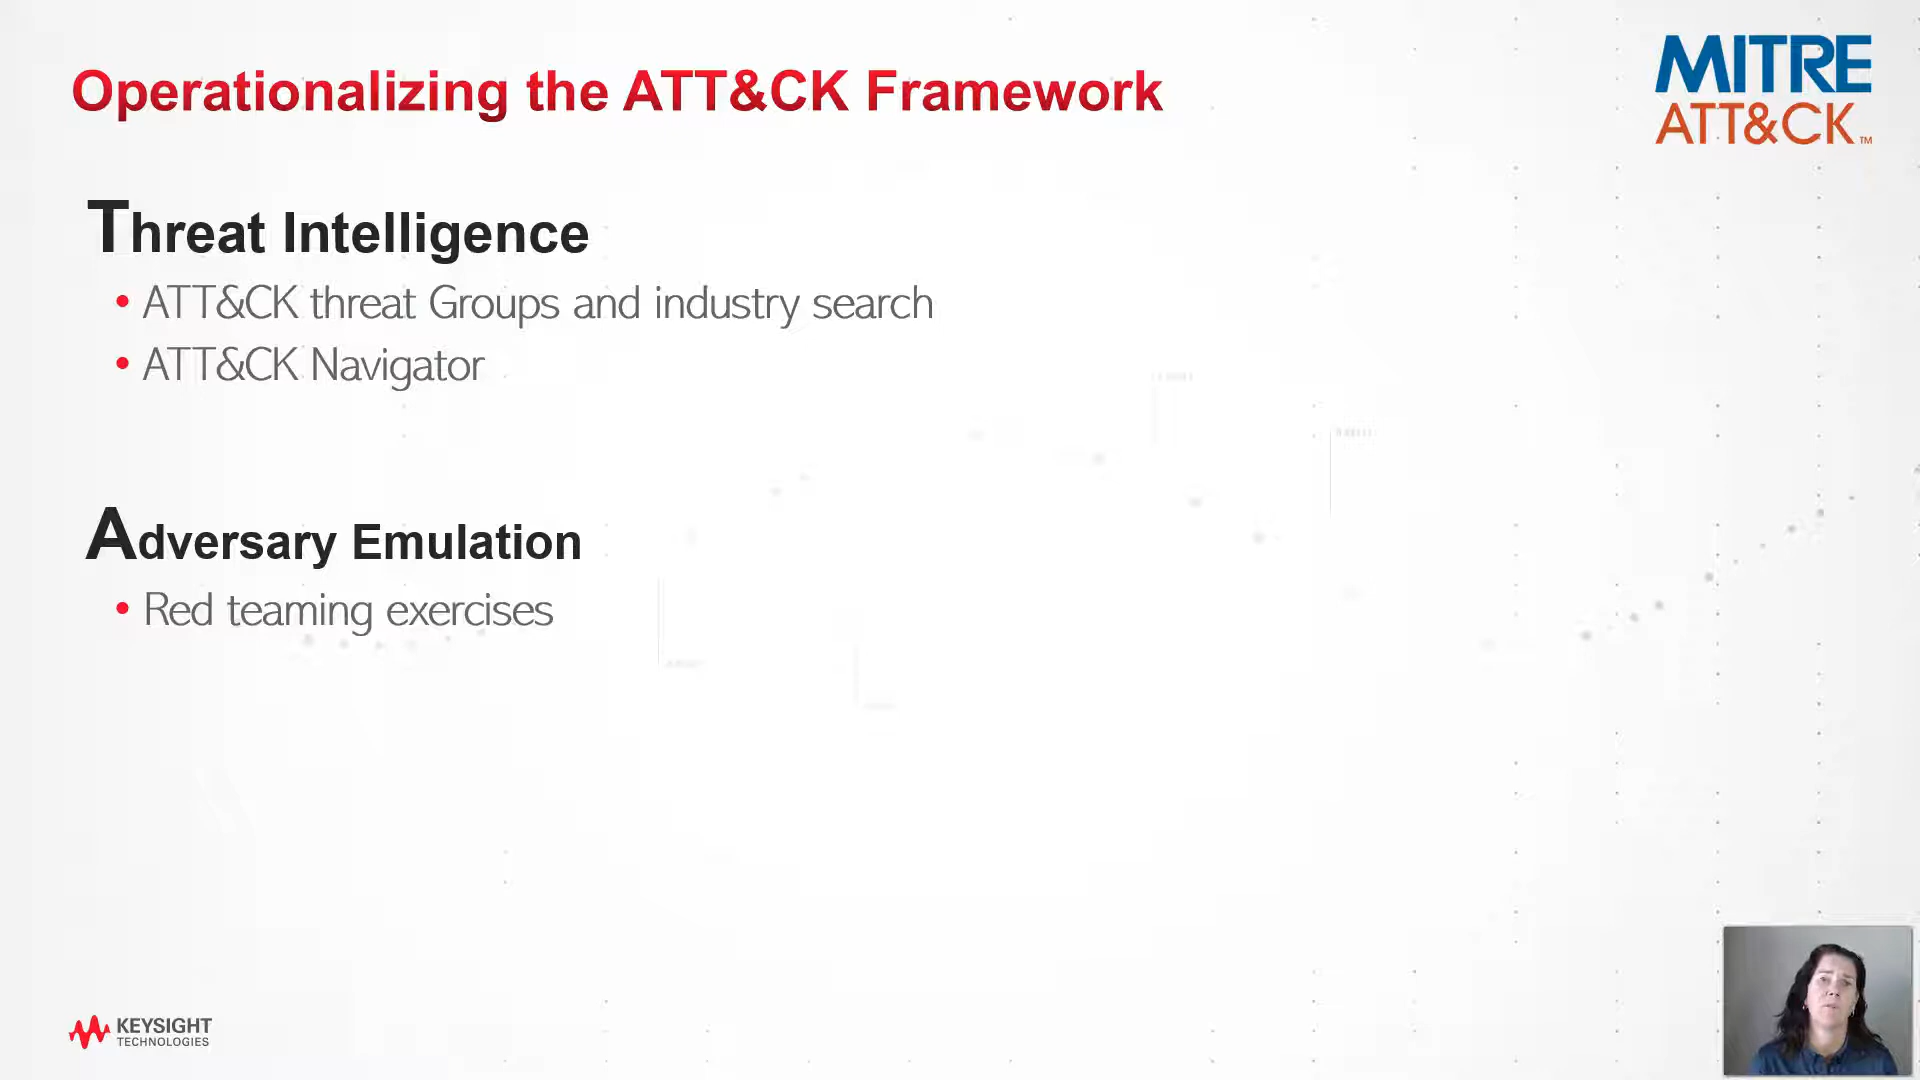 Operationalizing the ATT&CK Framework
MITRE
ATT&CK™
Threat Intelligence
• ATT&CK threat Groups and industry search
• ATT&CK Navigator
Adversary Emulation
• Red teaming exercises
KEYSIGHT
TECHNOLOGIES